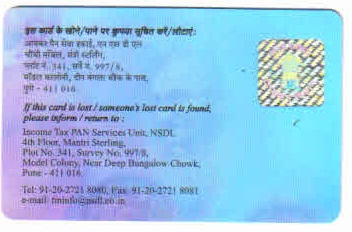 इस कार्ड के खोने/पाने पर कृपया सूचित करें/लौटाएं:
आयकर पैन सेवा इकाई, एन एस डी एल
चौथी मंजिल, मंत्री स्टर्लिंग,
प्लॉट नं. 341, सर्वे नं. 997/8,
मॉडल कालोनी, दीप बंगला चौक के पास,
पुणे - 411 016.
If this card is lost / someone's lost card is found,
please inform / return to :
Income Tax PAN Services Unit, NSDL
4th Floor, Mantri Sterling,
Plot No. 341, Survey No. 997/8,
Model Colony, Near Deep Bungalow Chowk,
Pune - 411 016.
Tel: 91-20-2721 8080, Fax: 91-20-2721 8081
e-mail: tininfo@nsdl.co.in